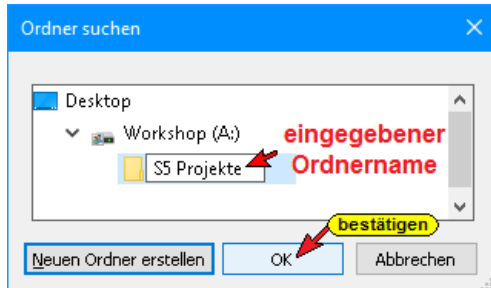 Ordner suchen
Desktop
Workshop (A:)
eingegebener
S5 Projekte
Ordnername
bestätigen
Neuen Ordner erstellen
OK
Abbrechen